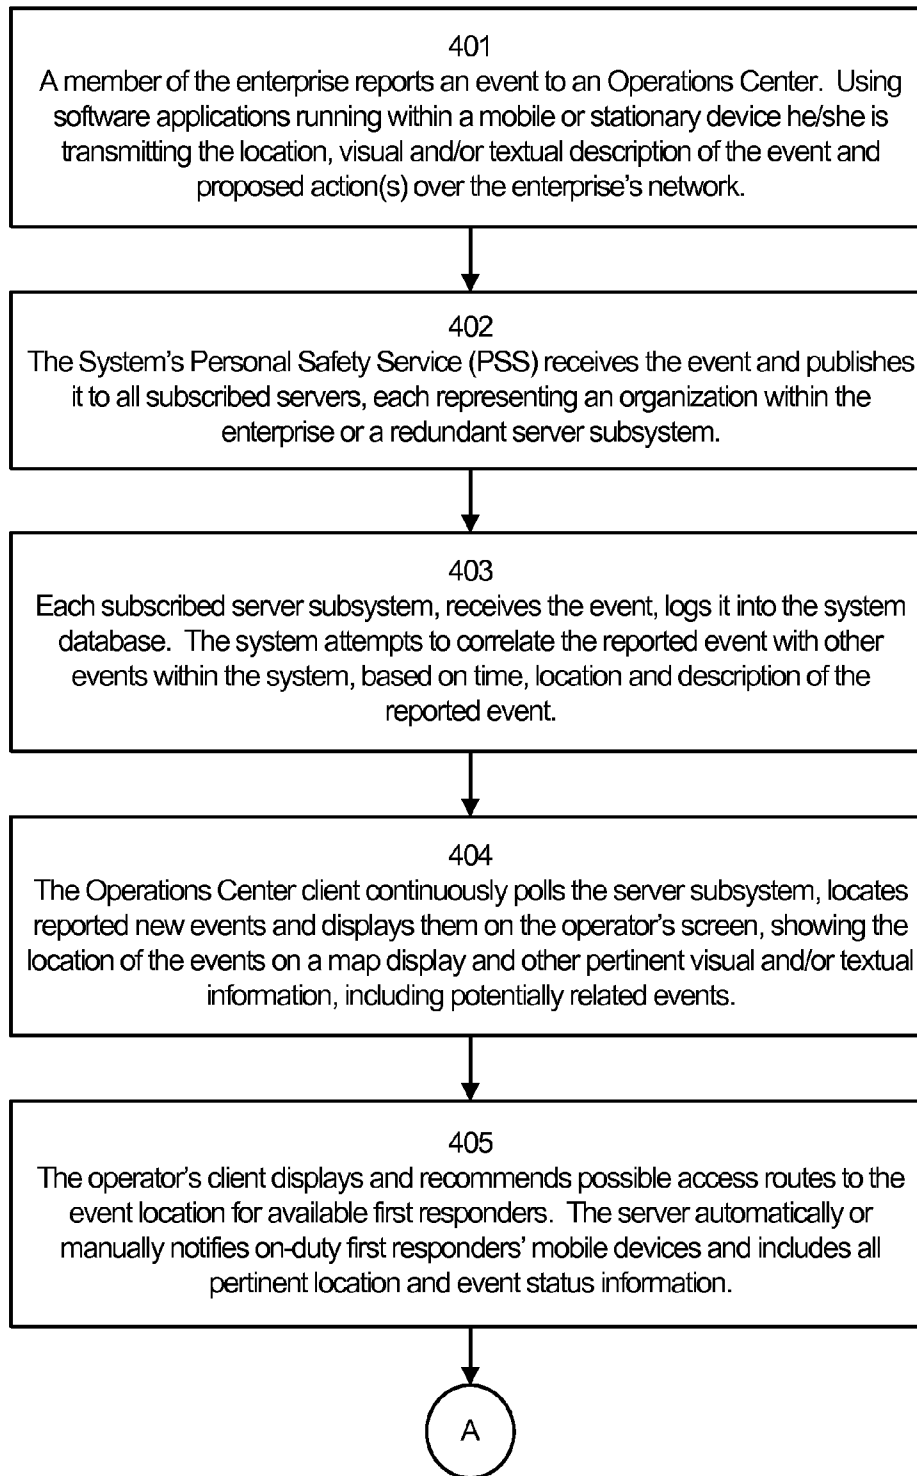 401
A member of the enterprise reports an event to an Operations Center. Using
software applications running within a mobile or stationary device he/she is
transmitting the location, visual and/or textual description of the event and
proposed action(s) over the enterprise's network.
402
The System's Personal Safety Service (PSS) receives the event and publishes
it to all subscribed servers, each representing an organization within the
enterprise or a redundant server subsystem.
403
Each subscribed server subsystem, receives the event, logs it into the system
database. The system attempts to correlate the reported event with other
events within the system, based on time, location and description of the
reported event.
404
The Operations Center client continuously polls the server subsystem, locates
reported new events and displays them on the operator's screen, showing the
location of the events on a map display and other pertinent visual and/or textual
information, including potentially related events.
405
The operator's client displays and recommends possible access routes to the
event location for available first responders. The server automatically or
manually notifies on-duty first responders' mobile devices and includes all
pertinent location and event status information.
A